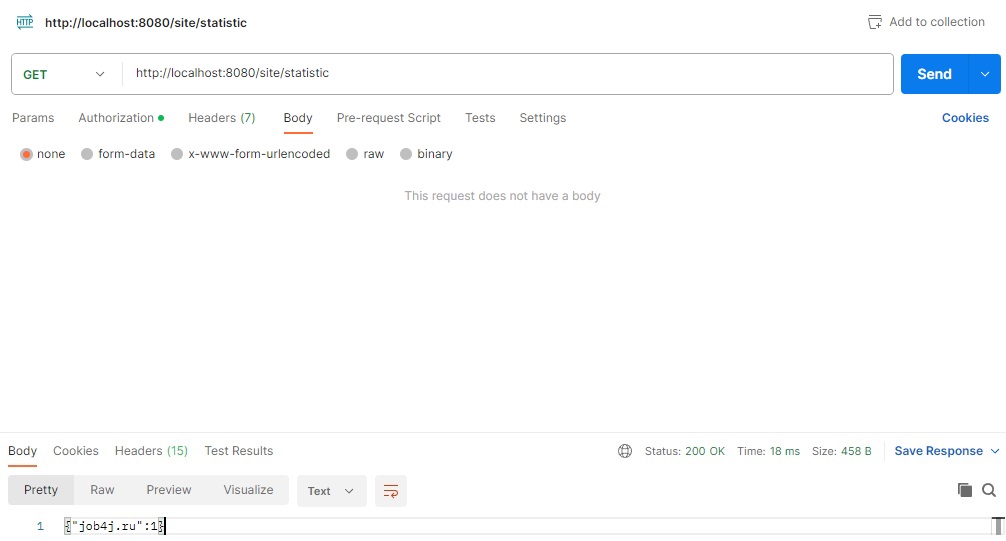 HTTP http://localhost:8080/site/statistic Add to collection
GET http://localhost:8080/site/statistic Send
Params Authorization Headers (7) Body Pre-request Script Tests Settings Cookies
none form-data x-www-form-urlencoded raw binary
This request does not have a body
Body Cookies Headers (15) Test Results Status: 200 OK Time: 18 ms Size: 458 B Save Response
Pretty Raw Preview Visualize Text
1 {"job4j.ru":1}